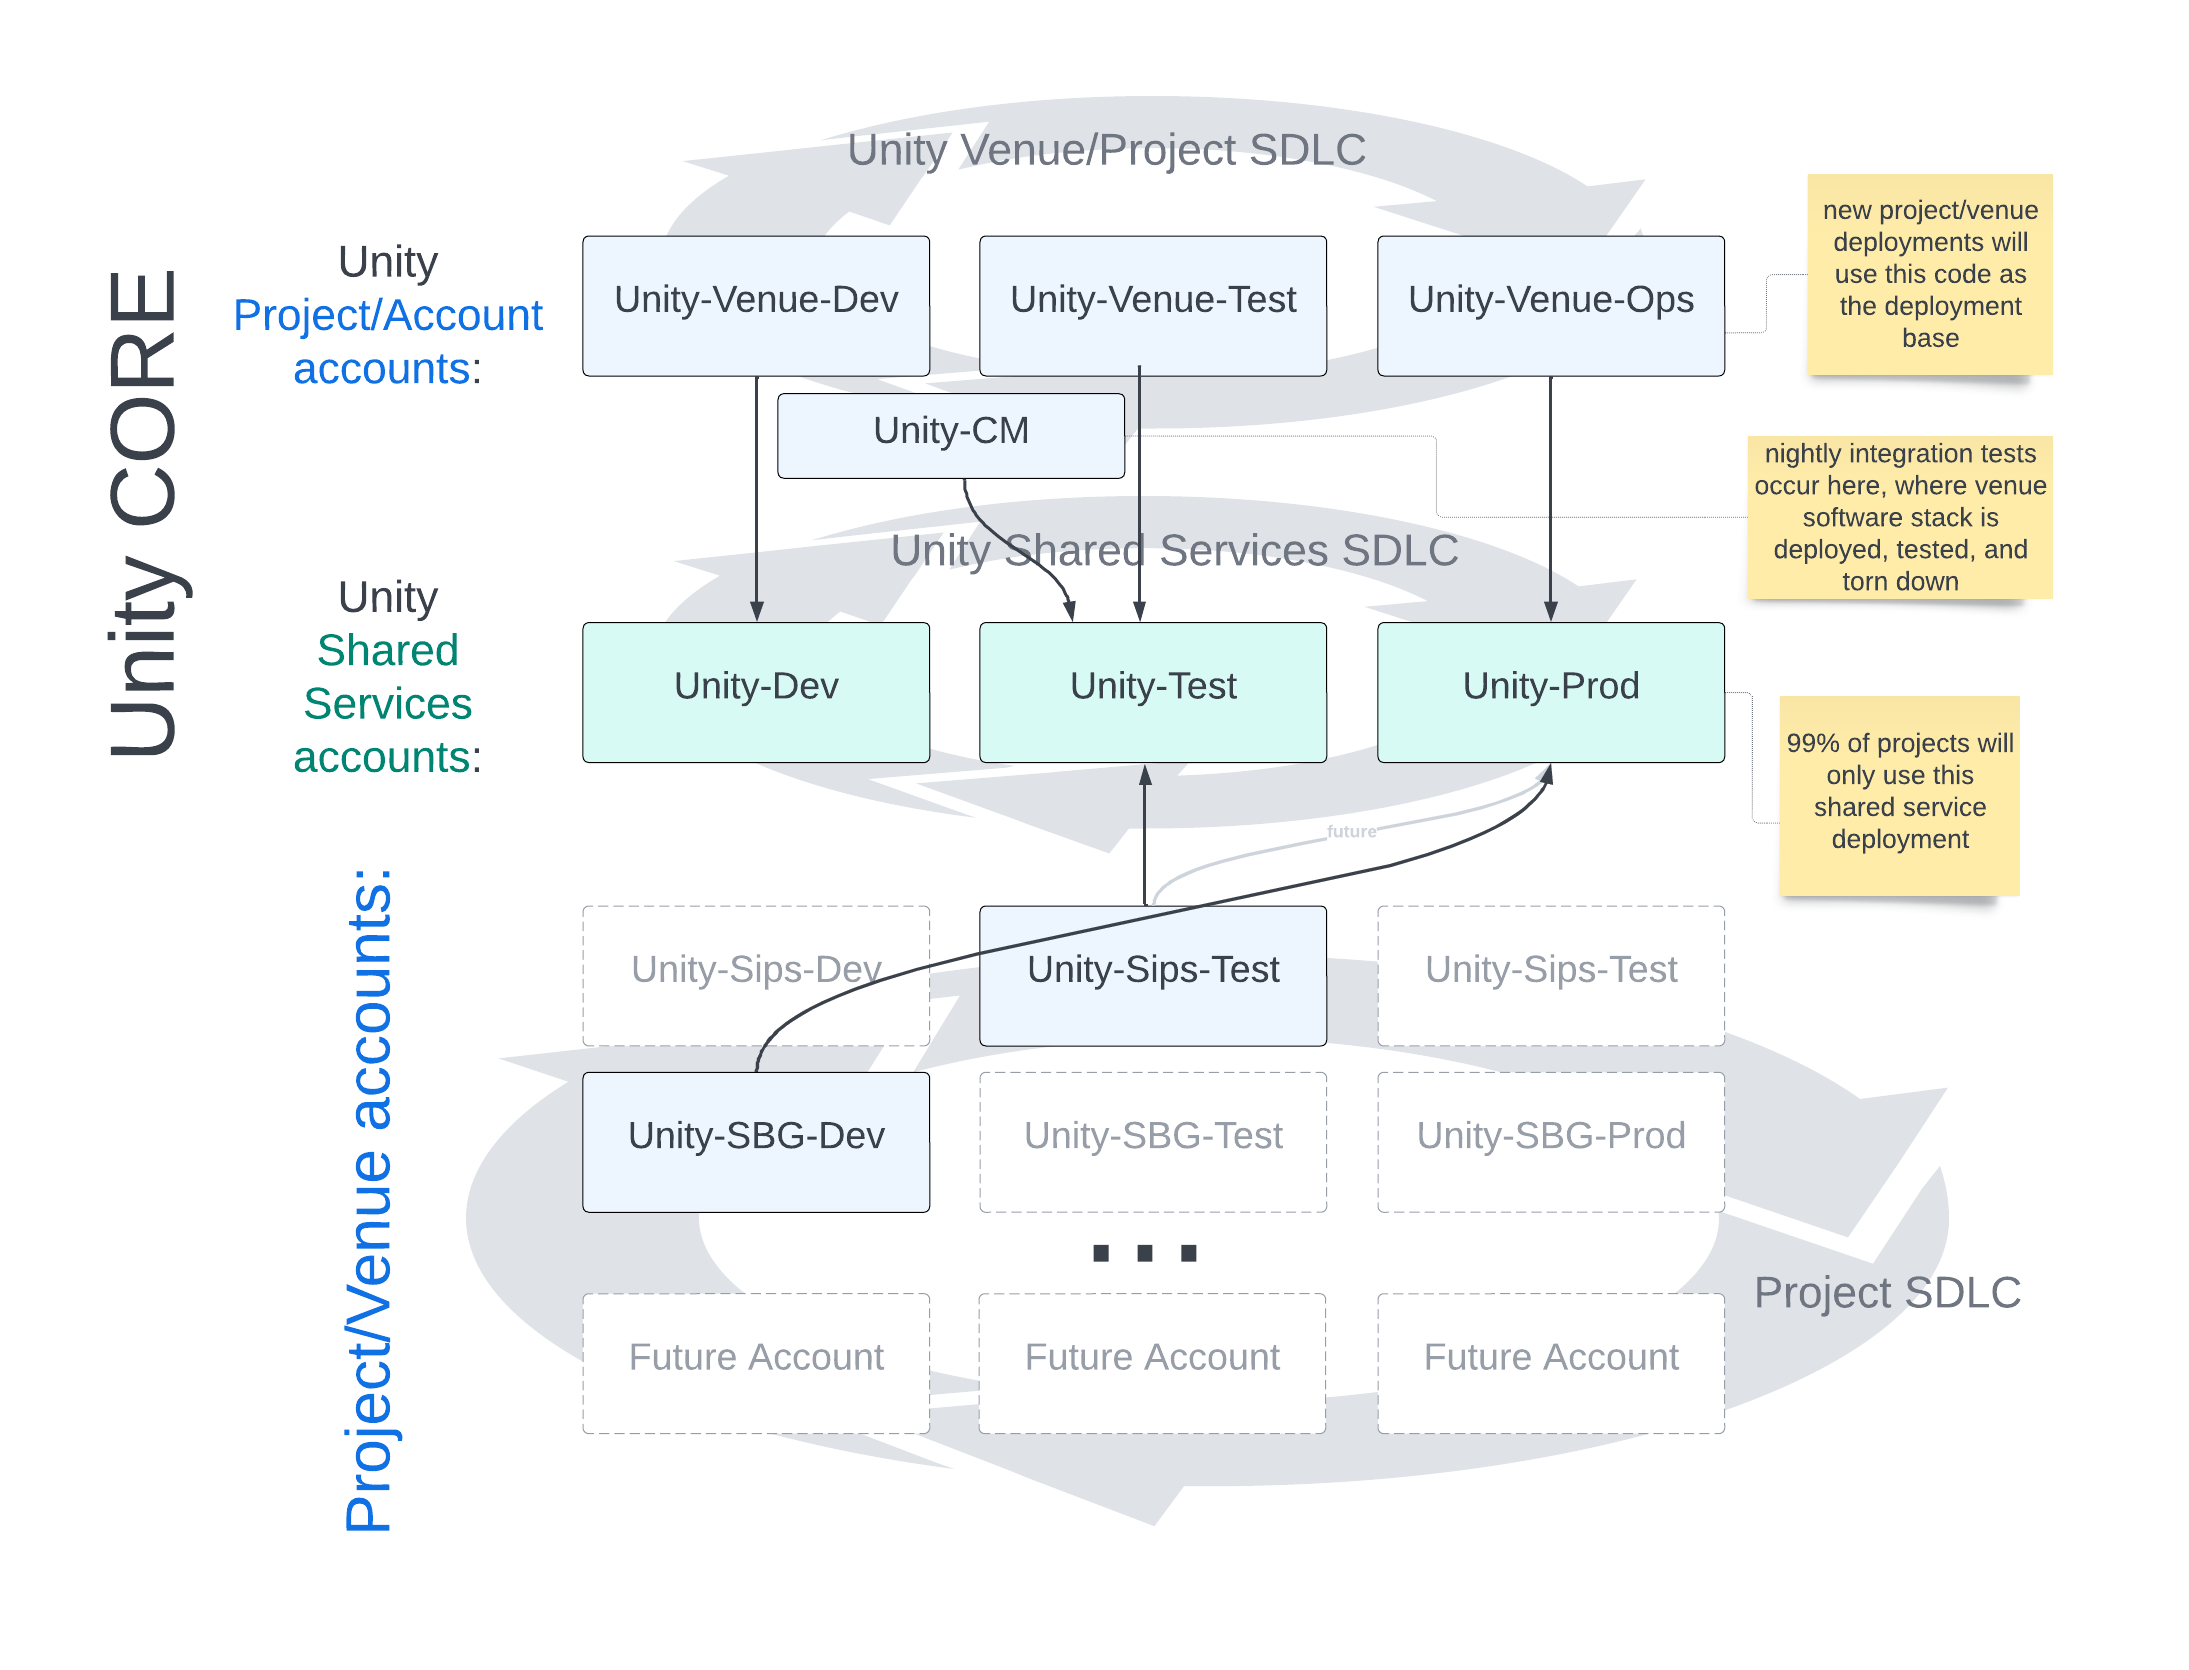 Unity Venue/Project SDLC
Unity CORE
Unity
Project/Account
accounts:
Unity-Venue-Dev
Unity-Venue-Test
Unity-Venue-Ops
new project/venue
deployments will
use this code as
the deployment
base
Unity-CM
nightly integration tests
occur here, where venue
software stack is
deployed, tested, and
torn down
Unity Shared Services SDLC
Unity
Shared
Services
accounts:
Unity-Dev
Unity-Test
Unity-Prod
99% of projects will
only use this
shared service
deployment
future
Project/Venue accounts:
Unity-Sips-Dev
Unity-Sips-Test
Unity-Sips-Test
Unity-SBG-Dev
Unity-SBG-Test
Unity-SBG-Prod
...
Project SDLC
Future Account
Future Account
Future Account